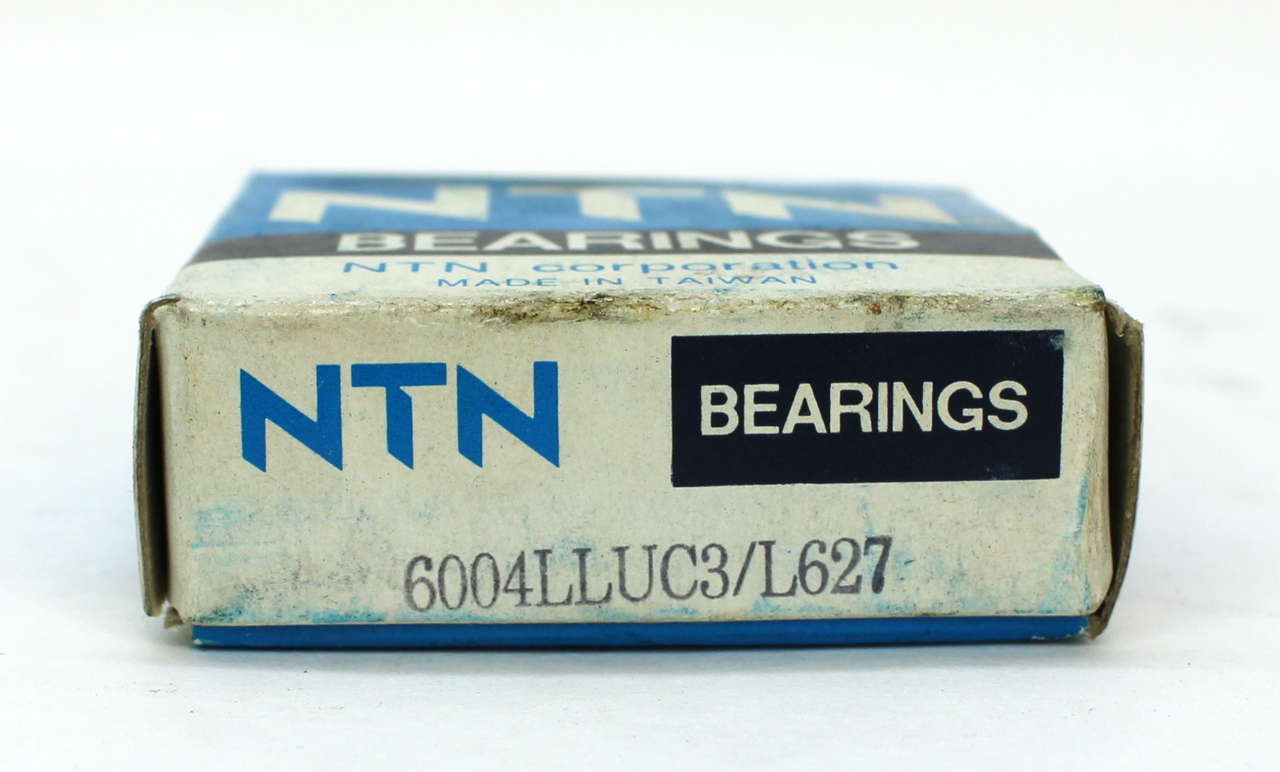 NTN
BEARINGS
NTN corporation
MADE IN TAIWAN
NTN
BEARINGS
6004LLUC3/L627